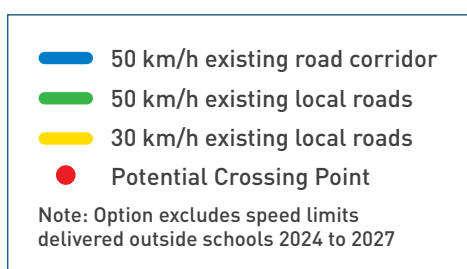 50 km/h existing road corridor
50 km/h existing local roads
30 km/h existing local roads
Potential Crossing Point
Note: Option excludes speed limits
delivered outside schools 2024 to 2027